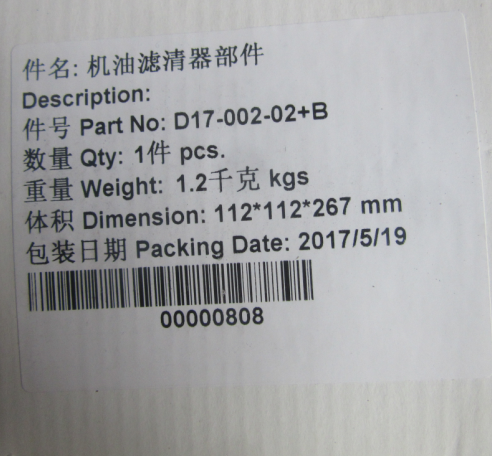 件名: 机油滤清器部件
Description:
件号 Part No: D17-002-02+B
数量 Qty: 1件 pcs.
重量 Weight: 1.2千克 kgs
体积 Dimension: 112*112*267 mm
包装日期 Packing Date: 2017/5/19
00000808